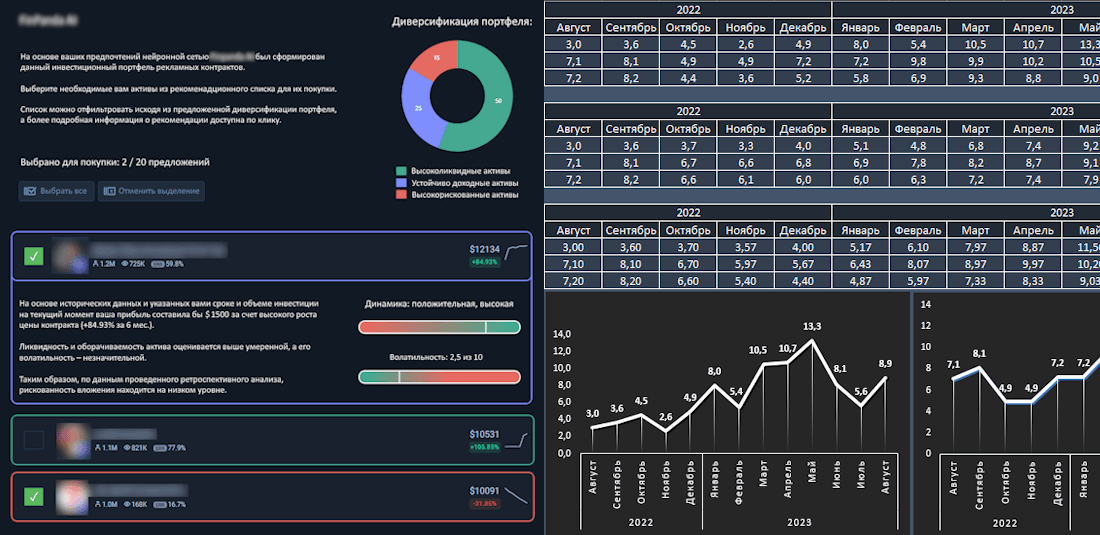 Диверсификация портфеля:
На основе ваших предпочтений нейронной сетью был сформирован
данный инвестиционный портфель рекламных контрактов.
Выберите необходимые вам активы из рекомендационного списка для их покупки.
Список можно отфильтровать исходя из предложенной диверсификации портфеля,
а более подробная информация о рекомендации доступна по клику.
15
25
50
Выбрано для покупки: 2 / 20 предложений
Выбрать все Отменить выделение
Высоколиквидные активы
Устойчиво доходные активы
Высокорискованные активы
1.2M 725K 59.8%
$12134
+84.93%
На основе исторических данных и указанных вами сроке и объеме инвестиции
на текущий момент ваша прибыль составила бы $1500 за счет высокого роста
цены контракта (+84.93% за 6 мес.).
Ликвидность и оборачиваемость актива оценивается выше умеренной, а его
волатильность – незначительной.
Таким образом, по данным проведенного ретроспективного анализа,
рискованность вложения находится на низком уровне.
Динамика: положительная, высокая
Волатильность: 2,5 из 10
1.1M 821K 77.9%
$10531
1.0M 168K 16.7%
$10091
-31.85%
2022 2023
Август Сентябрь Октябрь Ноябрь Декабрь Январь Февраль Март Апрель Май
3,0 3,6 4,5 2,6 4,9 8,0 5,4 10,5 10,7 13,3
7,1 8,1 4,9 4,9 7,2 7,2 9,8 9,9 10,2 10,5
7,2 8,2 4,4 3,6 5,2 5,8 6,9 9,3 8,8 9,0
2022 2023
Август Сентябрь Октябрь Ноябрь Декабрь Январь Февраль Март Апрель Май
3,0 3,6 3,7 3,3 4,0 5,1 4,8 6,8 7,4 9,2
7,1 8,1 6,7 6,6 6,8 6,9 7,8 8,2 8,7 9,1
7,2 8,2 6,6 6,1 6,0 6,0 6,3 7,2 7,4 7,9
2022 2023
Август Сентябрь Октябрь Ноябрь Декабрь Январь Февраль Март Апрель Май
3,00 3,60 3,70 3,57 4,00 5,17 6,10 7,97 8,87 11,5
7,10 8,10 6,70 5,97 5,67 6,43 8,07 8,97 9,97 10,2
7,20 8,20 6,60 5,40 4,40 4,87 5,97 7,33 8,33 9,03
14,0
12,0
10,0
8,0
6,0
4,0
2,0
0,0
3,0 3,6 4,5 2,6 4,9 8,0 5,4 10,5 10,7 13,3 8,1 5,6 8,9
Август Сентябрь Октябрь Ноябрь Декабрь Январь Февраль Март Апрель Май Июнь Июль Август
2022 2023
14
12
10
8
6
4
2
0
7,1 8,1 4,9 4,9 7,2 7,2
Август Сентябрь Октябрь Ноябрь Декабрь Январь
2022